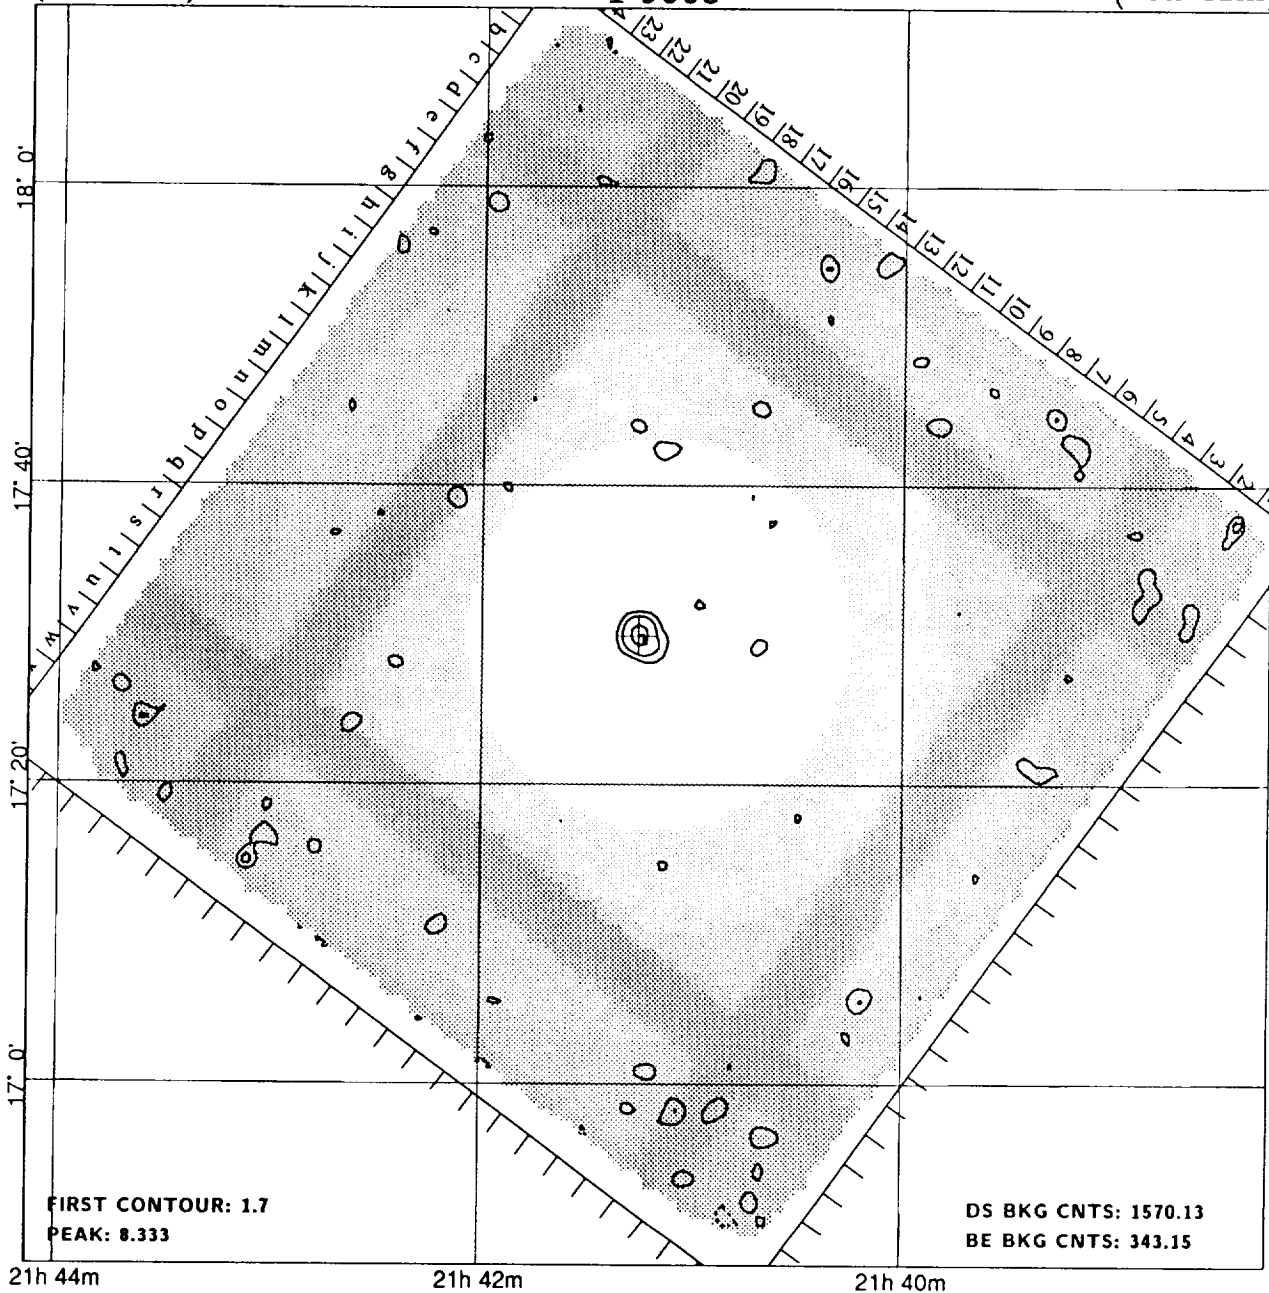 b c d e f g h i j k l m n o p q r s t u v w
24 23 22 21 20 19 18 17 16 15 14 13 12 11 10 9 8 7 6 5 4 3 2
18° 0'
17° 40'
17° 20'
17° 0'
FIRST CONTOUR: 1.7
PEAK: 8.333
DS BKG CNTS: 1570.13
BE BKG CNTS: 343.15
21h 44m
21h 42m
21h 40m